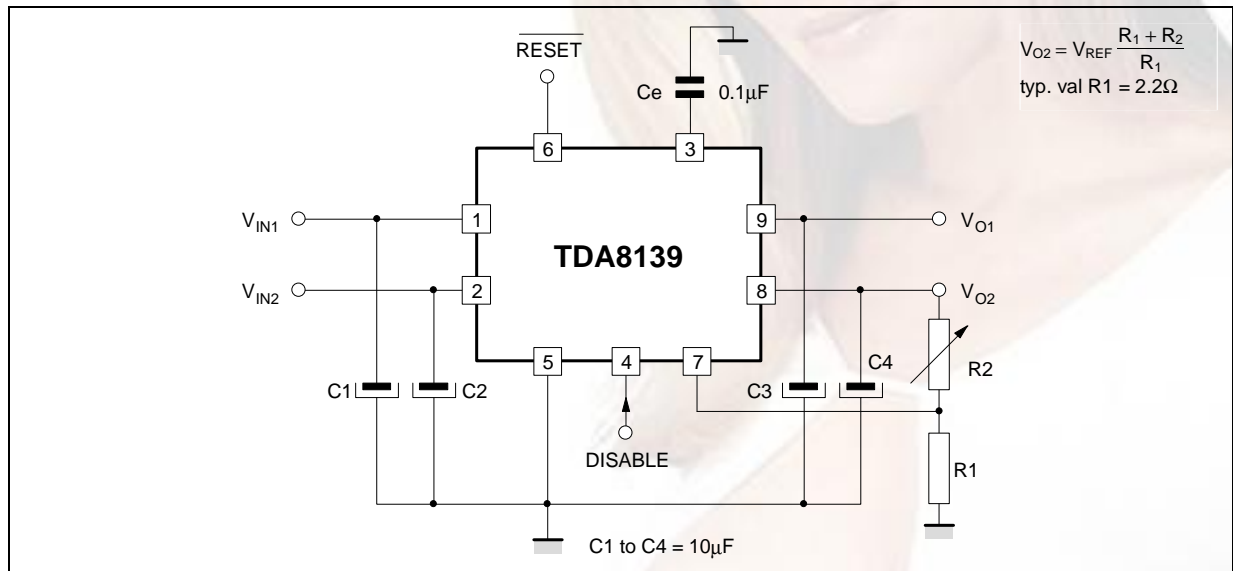 RESET
Ce 0.1μF
V_O2 = V_REF (R_1 + R_2) / R_1
typ. val R1 = 2.2Ω
6 3
V_IN1 1 9 V_O1
TDA8139
V_IN2 2 8 V_O2
5 4 7
C1 C2 C3 C4 R2
DISABLE
R1
C1 to C4 = 10μF